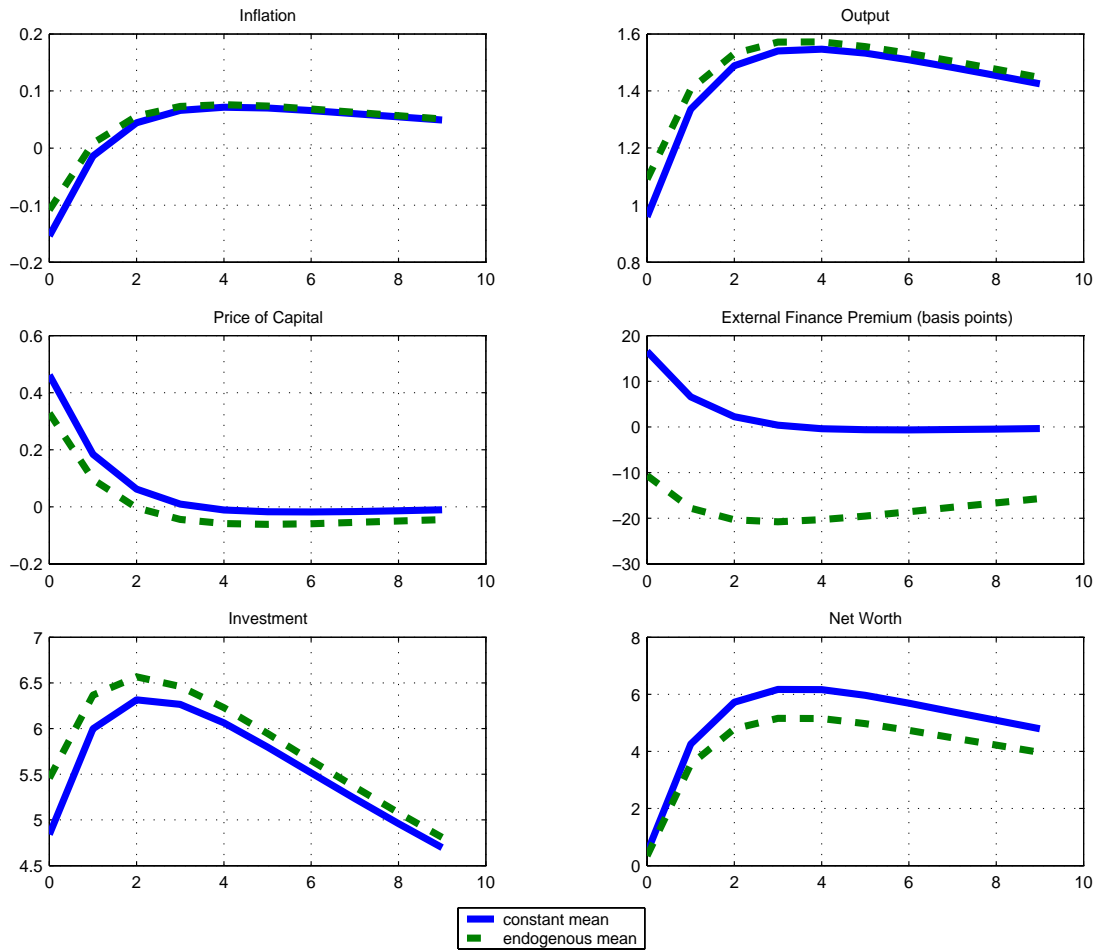 Inflation
0.2
0.1
0
−0.1
−0.2
0 2 4 6 8 10
Output
1.6
1.4
1.2
1
0.8
0 2 4 6 8 10
Price of Capital
0.6
0.4
0.2
0
−0.2
0 2 4 6 8 10
External Finance Premium (basis points)
20
10
0
−10
−20
−30
0 2 4 6 8 10
Investment
7
6.5
6
5.5
5
4.5
0 2 4 6 8 10
Net Worth
8
6
4
2
0
0 2 4 6 8 10
constant mean
endogenous mean